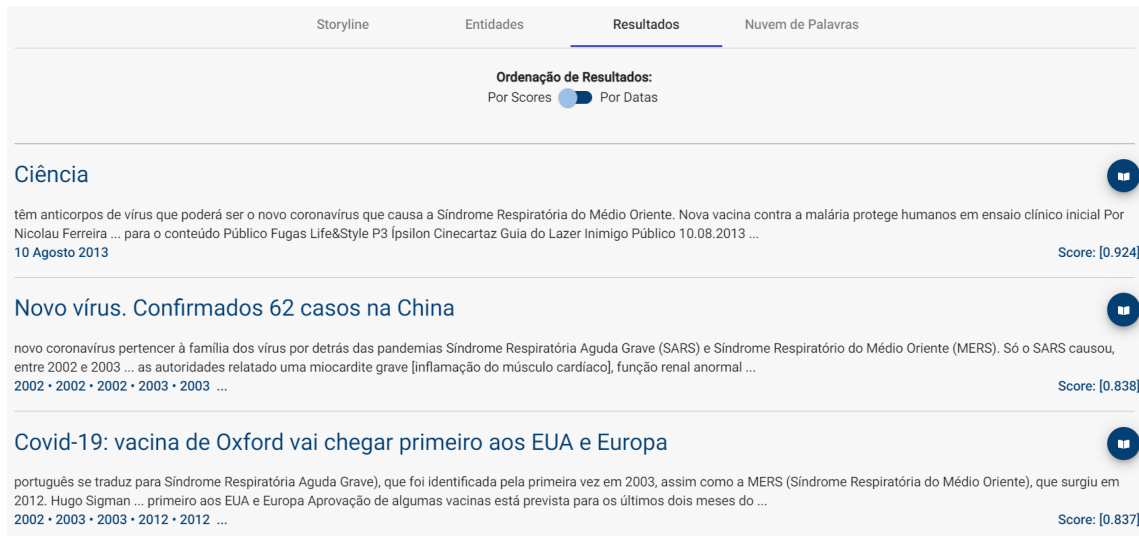 Storyline Entidades Resultados Nuvem de Palavras
Ordenação de Resultados:
Por Scores Por Datas
Ciência
têm anticorpos de vírus que poderá ser o novo coronavírus que causa a Síndrome Respiratória do Médio Oriente. Nova vacina contra a malária protege humanos em ensaio clínico inicial Por
Nicolau Ferreira ... para o conteúdo Público Fugas Life&Style P3 Ípsilon Cinecartaz Guia do Lazer Inimigo Público 10.08.2013 ...
10 Agosto 2013 Score: [0.924]
Novo vírus. Confirmados 62 casos na China
novo coronavírus pertencer à família dos vírus por detrás das pandemias Síndrome Respiratória Aguda Grave (SARS) e Síndrome Respiratório do Médio Oriente (MERS). Só o SARS causou,
entre 2002 e 2003 ... as autoridades relatado uma miocardite grave [inflamação do músculo cardíaco], função renal anormal ...
2002 • 2002 • 2002 • 2003 • 2003 ... Score: [0.838]
Covid-19: vacina de Oxford vai chegar primeiro aos EUA e Europa
português se traduz para Síndrome Respiratória Aguda Grave), que foi identificada pela primeira vez em 2003, assim como a MERS (Síndrome Respiratória do Médio Oriente), que surgiu em
2012. Hugo Sigman ... primeiro aos EUA e Europa Aprovação de algumas vacinas está prevista para os últimos dois meses do ...
2002 • 2003 • 2003 • 2012 • 2012 ... Score: [0.837]